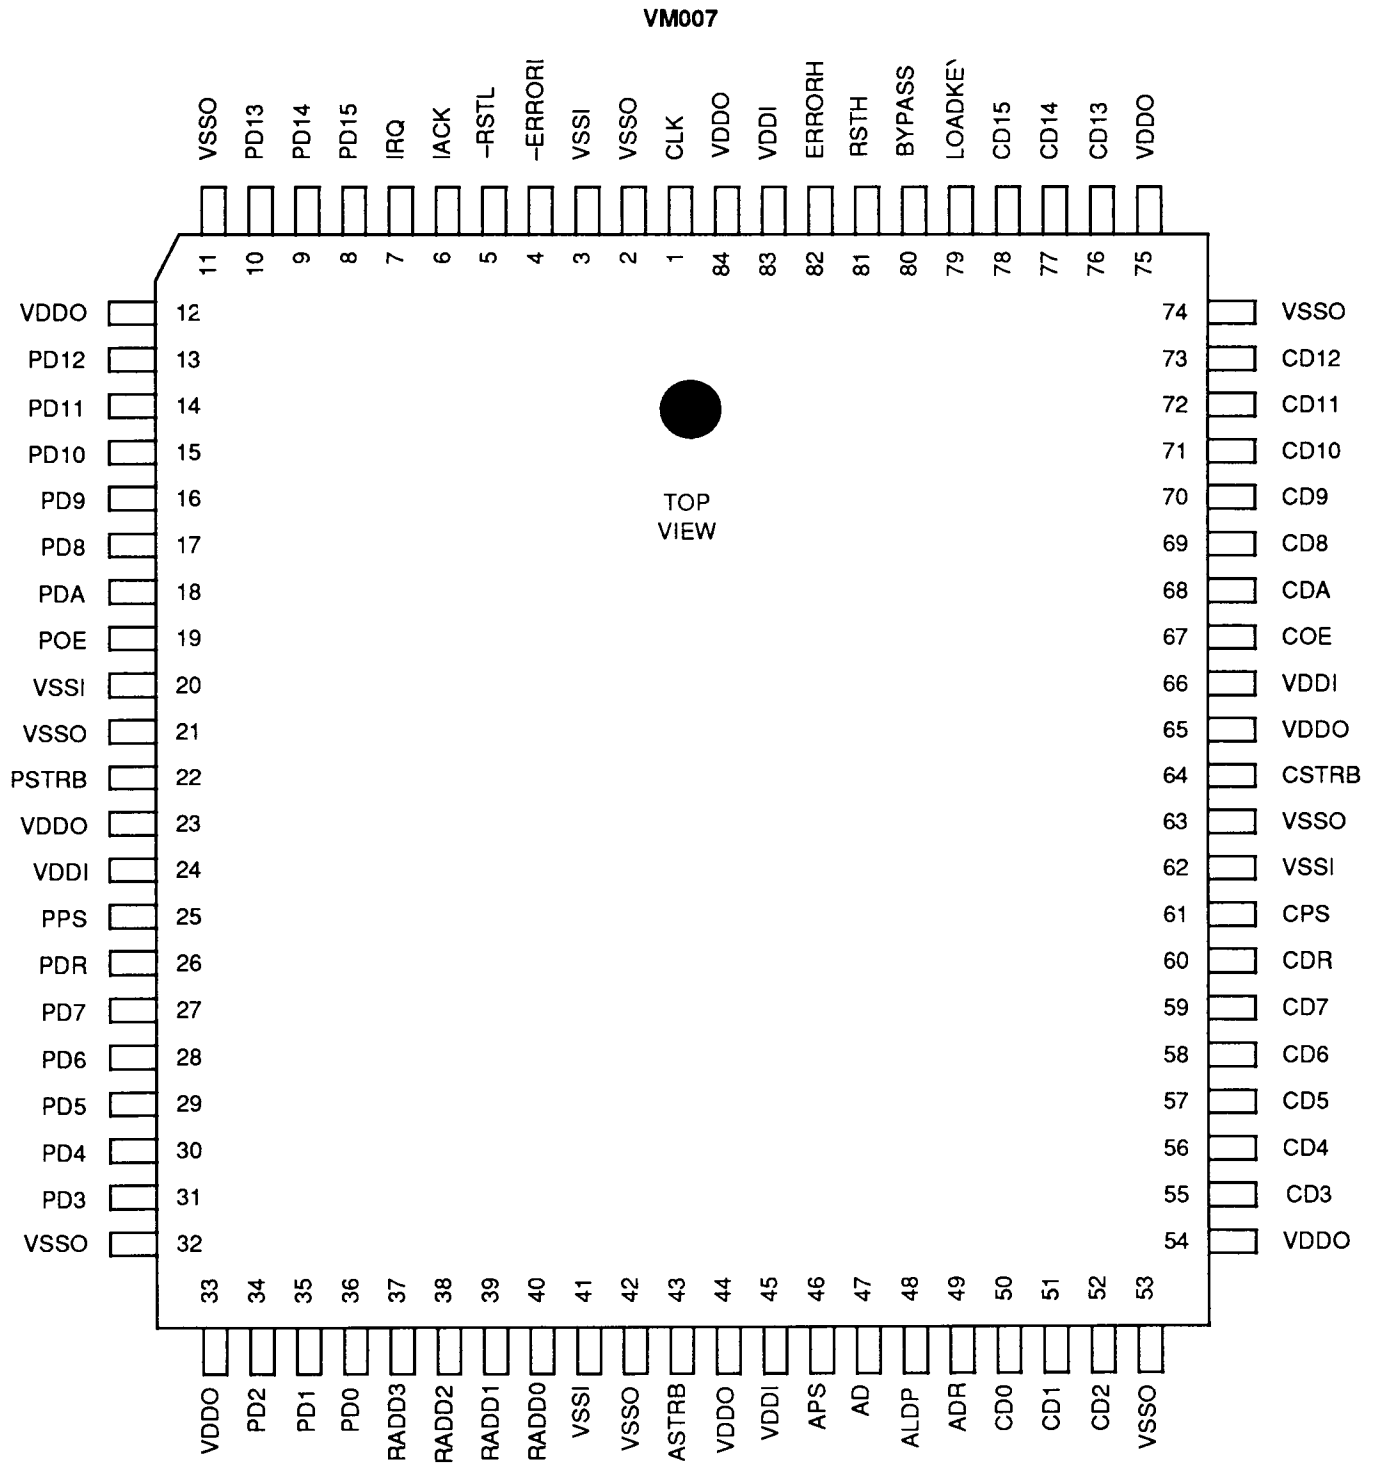 VM007
VSSO PD13 PD14 PD15 IRQ IACK –RSTL –ERRORL VSSI VSSO CLK VDDO VDDI ERRORH RSTH BYPASS LOADKEY CD15 CD14 CD13 VDDO
11 10 9 8 7 6 5 4 3 2 1 84 83 82 81 80 79 78 77 76 75
VDDO 12 74 VSSO
PD12 13 73 CD12
PD11 14 72 CD11
PD10 15 71 CD10
PD9 16 70 CD9
TOP
VIEW
PD8 17 69 CD8
PDA 18 68 CDA
POE 19 67 COE
VSSI 20 66 VDDI
VSSO 21 65 VDDO
PSTRB 22 64 CSTRB
VDDO 23 63 VSSO
VDDI 24 62 VSSI
PPS 25 61 CPS
PDR 26 60 CDR
PD7 27 59 CD7
PD6 28 58 CD6
PD5 29 57 CD5
PD4 30 56 CD4
PD3 31 55 CD3
VSSO 32 54 VDDO
33 34 35 36 37 38 39 40 41 42 43 44 45 46 47 48 49 50 51 52 53
VDDO PD2 PD1 PD0 RADD3 RADD2 RADD1 RADD0 VSSI VSSO ASTRB VDDO VDDI APS AD ALDP ADR CD0 CD1 CD2 VSSO